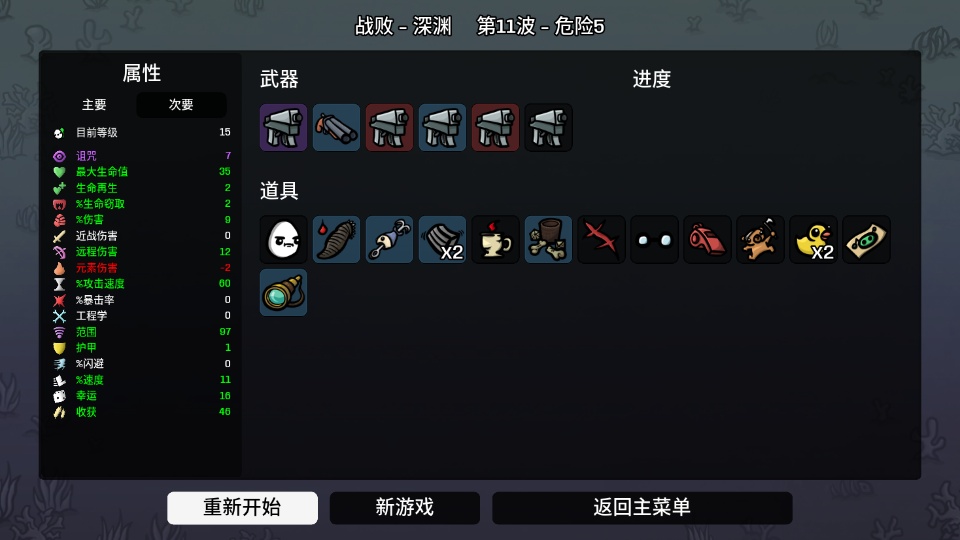 战败 - 深渊 第11波 - 危险5
属性
主要 次要
目前等级 15
诅咒 7
最大生命值 35
生命再生 2
%生命窃取 2
%伤害 9
近战伤害 0
远程伤害 12
元素伤害 -2
%攻击速度 60
%暴击率 0
工程学 0
范围 97
护甲 1
%闪避 0
%速度 11
幸运 16
收获 46
武器
进度
道具
X2
X2
重新开始
新游戏
返回主菜单